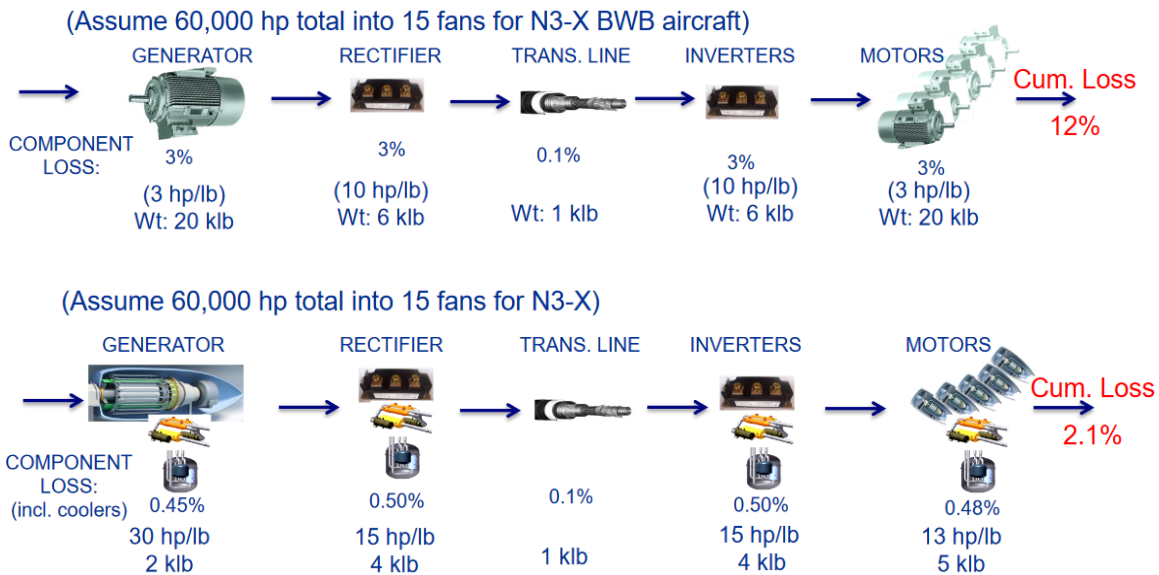 (Assume 60,000 hp total into 15 fans for N3-X BWB aircraft)
GENERATOR RECTIFIER TRANS. LINE INVERTERS MOTORS
Cum. Loss
12%
COMPONENT
LOSS:
3% 3% 0.1% 3% 3%
(3 hp/lb) (10 hp/lb) (10 hp/lb) (3 hp/lb)
Wt: 20 klb Wt: 6 klb Wt: 1 klb Wt: 6 klb Wt: 20 klb
(Assume 60,000 hp total into 15 fans for N3-X)
GENERATOR RECTIFIER TRANS. LINE INVERTERS MOTORS
Cum. Loss
2.1%
COMPONENT
LOSS:
(incl. coolers)
0.45% 0.50% 0.1% 0.50% 0.48%
30 hp/lb 15 hp/lb 15 hp/lb 13 hp/lb
2 klb 4 klb 1 klb 4 klb 5 klb